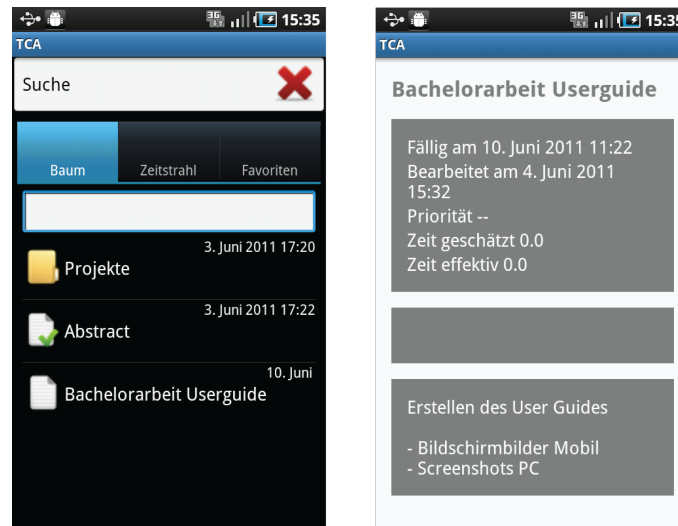 3G 15:35
TCA
Suche
Baum Zeitstrahl Favoriten
3. Juni 2011 17:20
Projekte
3. Juni 2011 17:22
Abstract
10. Juni
Bachelorarbeit Userguide
3G 15:35
TCA
Bachelorarbeit Userguide
Fällig am 10. Juni 2011 11:22
Bearbeitet am 4. Juni 2011
15:32
Priorität --
Zeit geschätzt 0.0
Zeit effektiv 0.0
Erstellen des User Guides
- Bildschirmbilder Mobil
- Screenshots PC